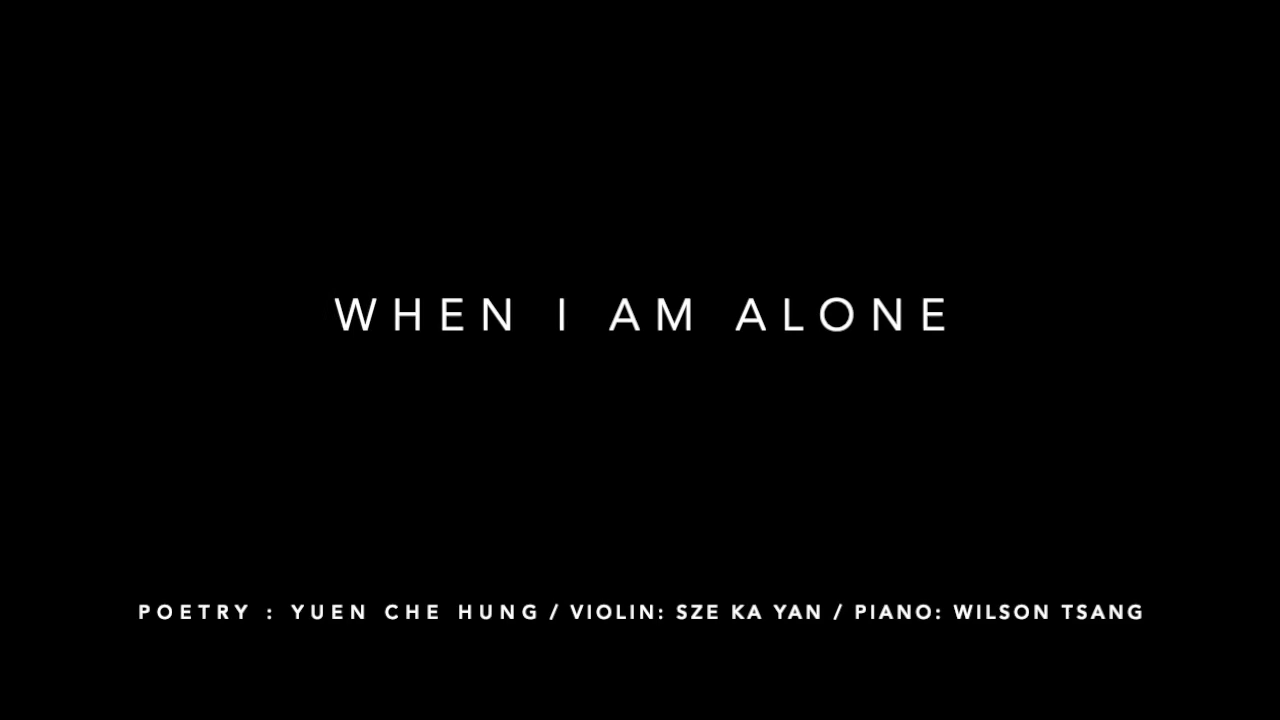 WHEN I AM ALONE
POETRY : YUEN CHE HUNG / VIOLIN: SZE KA YAN / PIANO: WILSON TSANG